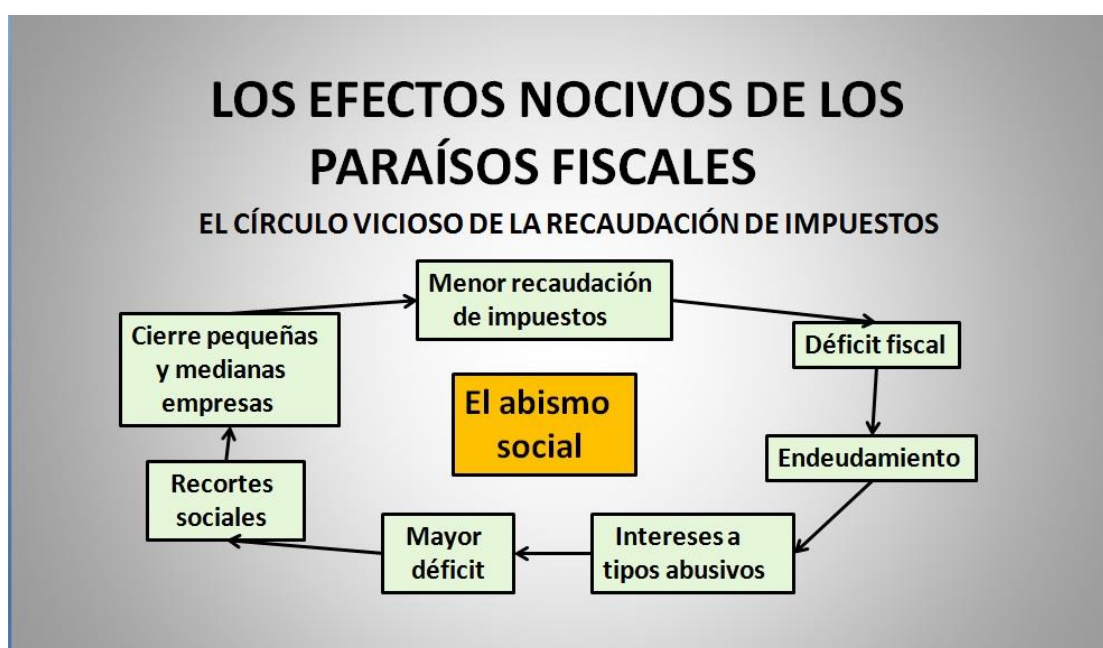 LOS EFECTOS NOCIVOS DE LOS
PARAÍSOS FISCALES
EL CÍRCULO VICIOSO DE LA RECAUDACIÓN DE IMPUESTOS
Menor recaudación
de impuestos
Déficit fiscal
Endeudamiento
Intereses a
tipos abusivos
Mayor
déficit
Recortes
sociales
Cierre pequeñas
y medianas
empresas
El abismo
social